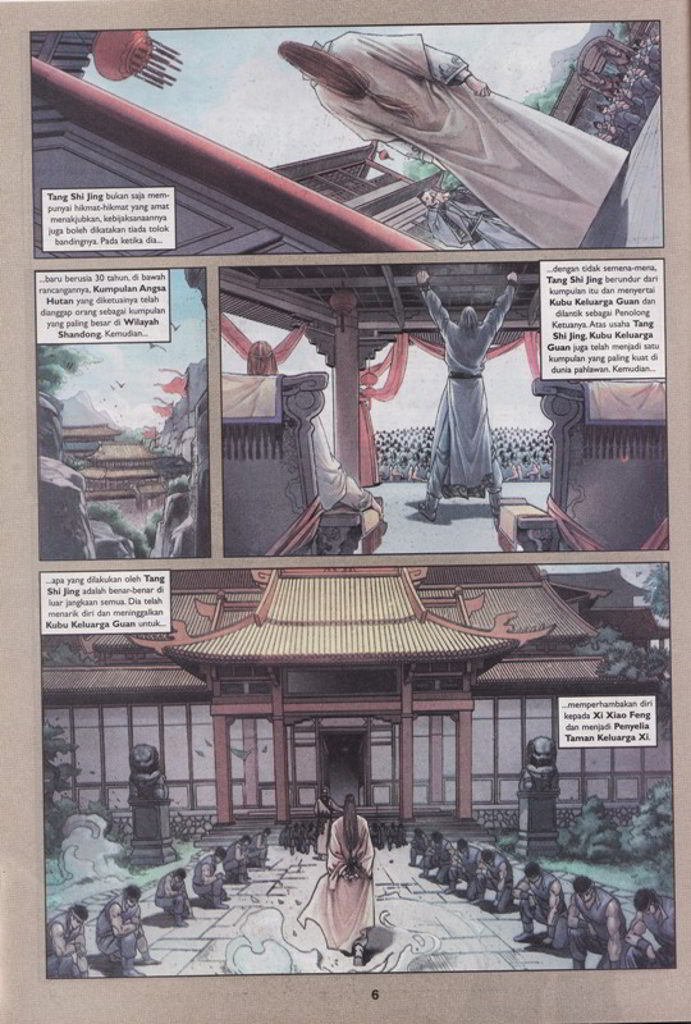 Tang Shi Jing bukan saja mem-
punyai hikmat-hikmat yang amat
menakjubkan, kebijaksanaannya
juga boleh dikatakan tiada tolok
bandingnya. Pada ketika dia...
...baru berusia 30 tahun, di bawah
rancangannya, Kumpulan Angsa
Hutan yang diketuainya telah
dianggap orang sebagai kumpulan
yang paling besar di Wilayah
Shandong. Kemudian...
...dengan tidak semena-mena,
Tang Shi Jing berundur dari
kumpulan itu dan menyertai
Kubu Keluarga Guan dan
dilantik sebagai Penolong
Ketuanya. Atas usaha Tang
Shi Jing, Kubu Keluarga
Guan juga telah menjadi satu
kumpulan yang paling kuat di
dunia pahlawan. Kemudian...
...apa yang dilakukan oleh Tang
Shi Jing adalah benar-benar di
luar jangkaan semua. Dia telah
menarik diri dan meninggalkan
Kubu Keluarga Guan untuk...
...memperhambakan diri
kepada Xi Xiao Feng
dan menjadi Penyelia
Taman Keluarga Xi.
6